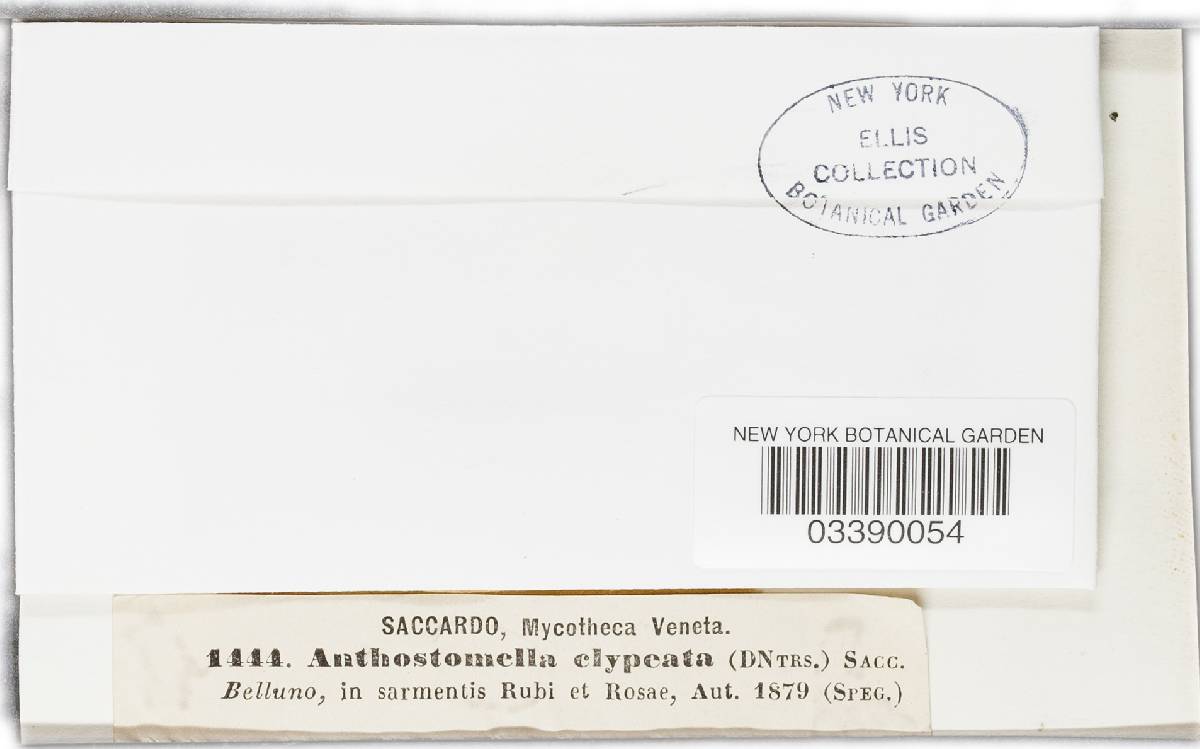 NEW YORK
ELLIS
COLLECTION
BOTANICAL GARDEN
NEW YORK BOTANICAL GARDEN
03390054
SACCARDO, Mycotheca Veneta.
1444. Anthostomella clypeata (DNTRS.) SACC.
Belluno, in sarmentis Rubi et Rosae, Aut. 1879 (SPEG.)